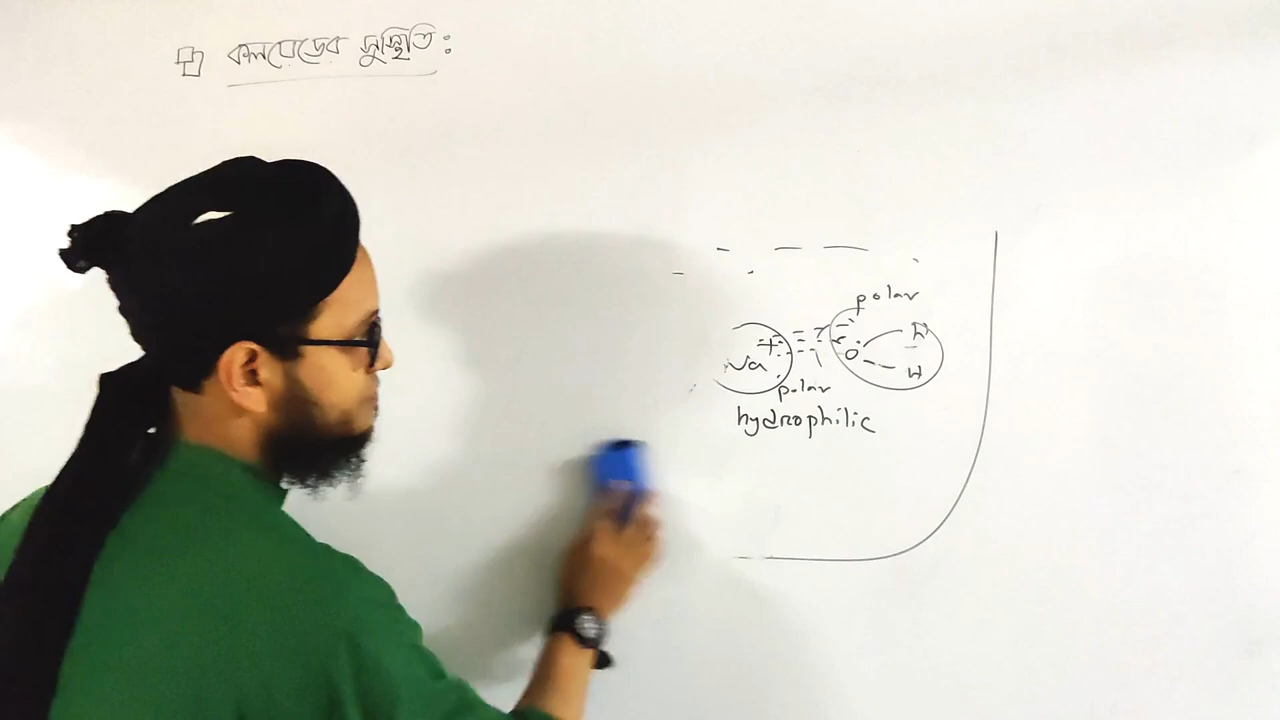 কলয়েডের সুস্থিতি:
polar
Na + O H
H
polar
hydrophilic